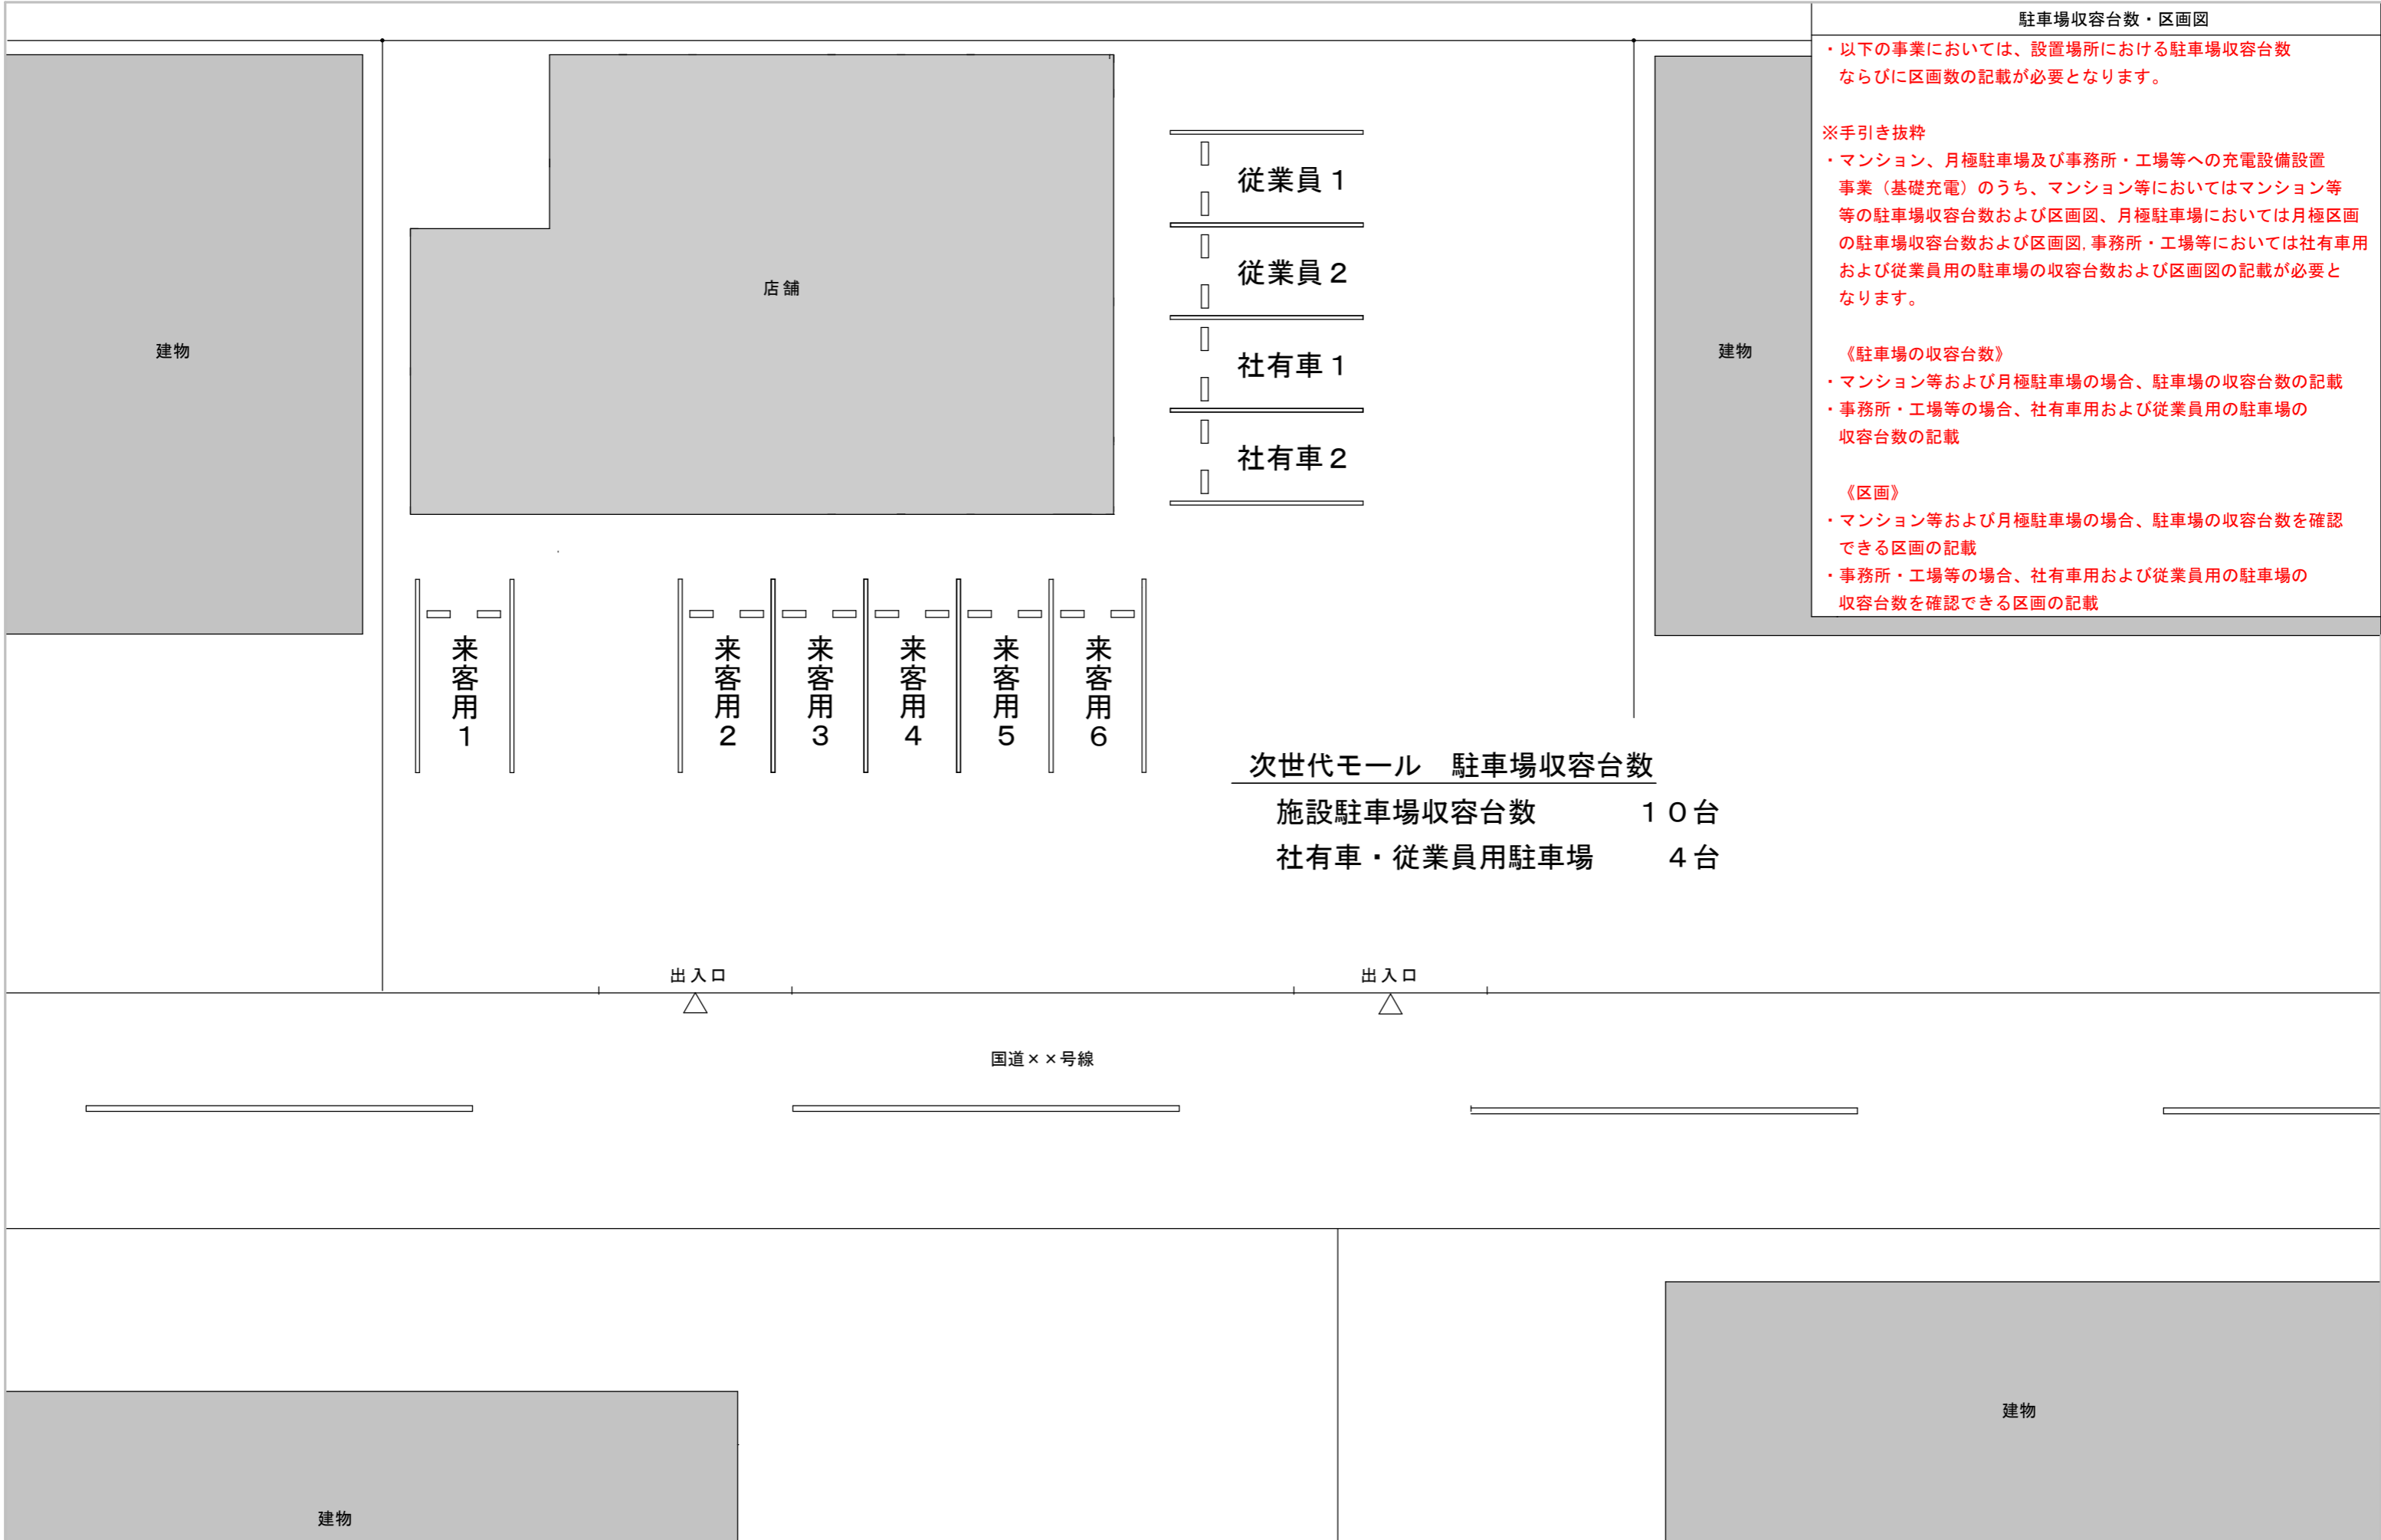 駐車場収容台数・区画図
・以下の事業においては、設置場所における駐車場収容台数
ならびに区画数の記載が必要となります。
※手引き抜粋
・マンション、月極駐車場及び事務所・工場等への充電設備設置
事業（基礎充電）のうち、マンション等においてはマンション等
等の駐車場収容台数および区画図、月極駐車場においては月極区画
の駐車場収容台数および区画図,事務所・工場等においては社有車用
および従業員用の駐車場の収容台数および区画図の記載が必要と
なります。
《駐車場の収容台数》
・マンション等および月極駐車場の場合、駐車場の収容台数の記載
・事務所・工場等の場合、社有車用および従業員用の駐車場の
収容台数の記載
《区画》
・マンション等および月極駐車場の場合、駐車場の収容台数を確認
できる区画の記載
・事務所・工場等の場合、社有車用および従業員用の駐車場の
収容台数を確認できる区画の記載
建物
店舗
従業員１
従業員２
社有車１
社有車２
建物
来客用１
来客用２
来客用３
来客用４
来客用５
来客用６
次世代モール　駐車場収容台数
施設駐車場収容台数　１０台
社有車・従業員用駐車場　４台
出入口
出入口
国道××号線
建物
建物